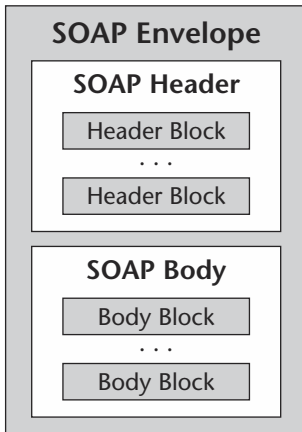 SOAP Envelope
SOAP Header
Header Block
. . .
Header Block
SOAP Body
Body Block
. . .
Body Block